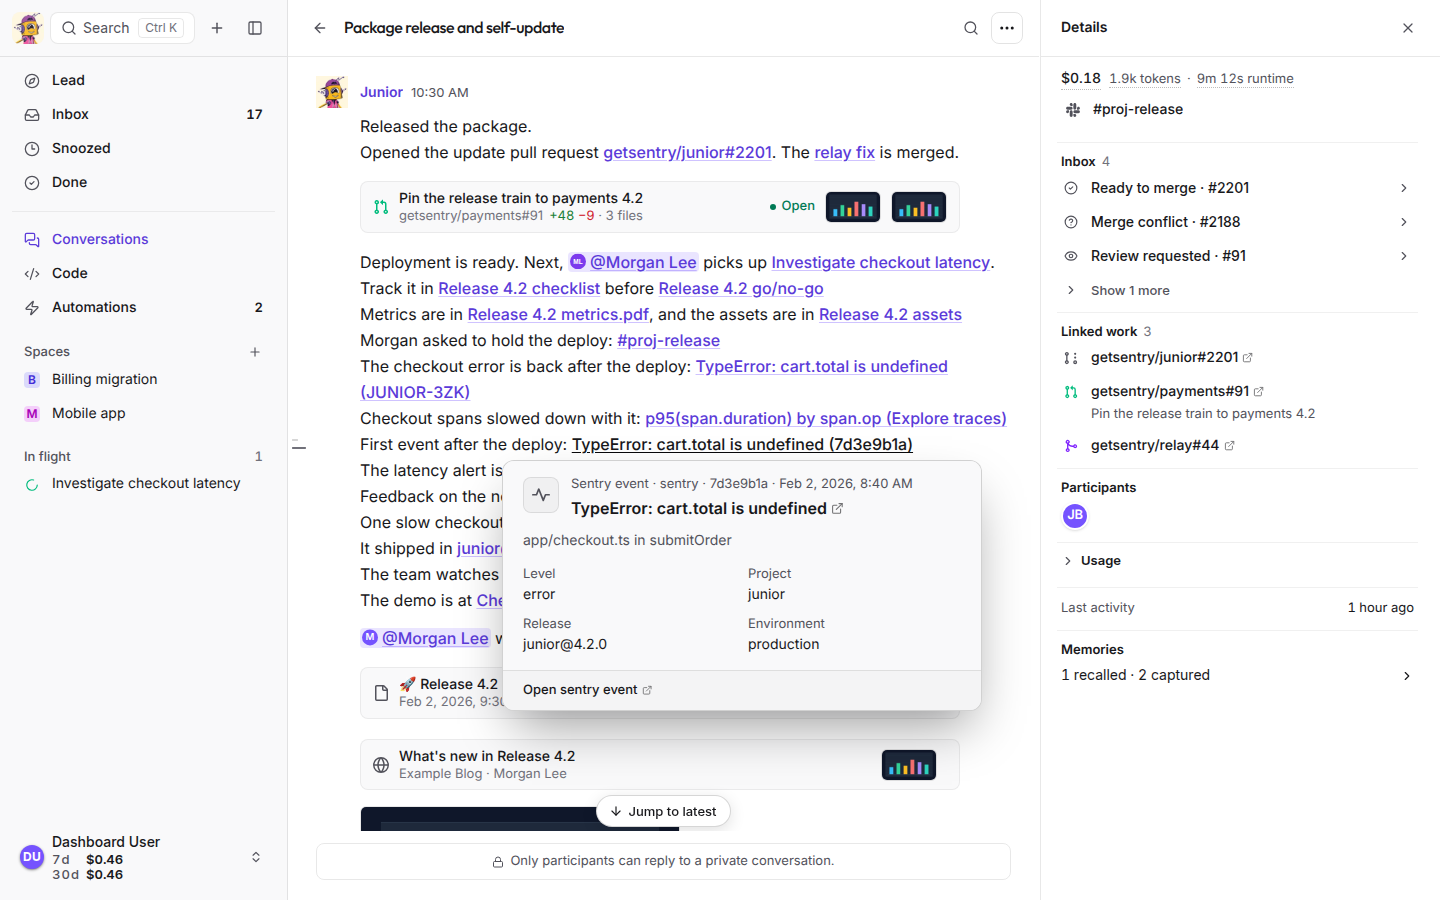 Search Ctrl K
Lead
Inbox 17
Snoozed
Done
Conversations
Code
Automations 2
Spaces
B Billing migration
M Mobile app
In flight 1
Investigate checkout latency
DU Dashboard User
7d $0.46
30d $0.46
Package release and self-update
Junior 10:30 AM
Released the package.
Opened the update pull request getsentry/junior#2201. The relay fix is merged.
Pin the release train to payments 4.2
getsentry/payments#91 +48 −9 · 3 files
Open
Deployment is ready. Next, ML @Morgan Lee picks up Investigate checkout latency.
Track it in Release 4.2 checklist before Release 4.2 go/no-go
Metrics are in Release 4.2 metrics.pdf, and the assets are in Release 4.2 assets
Morgan asked to hold the deploy: #proj-release
The checkout error is back after the deploy: TypeError: cart.total is undefined
(JUNIOR-3ZK)
Checkout spans slowed down with it: p95(span.duration) by span.op (Explore traces)
First event after the deploy: TypeError: cart.total is undefined (7d3e9b1a)
The latency alert is
Feedback on the
One slow checkout
It shipped in junior
The team watches
The demo is at
M @Morgan Lee
🚀 Release 4.2
Feb 2, 2026,
Sentry event · sentry · 7d3e9b1a · Feb 2, 2026, 8:40 AM
TypeError: cart.total is undefined
app/checkout.ts in submitOrder
Level Project
error junior
Release Environment
junior@4.2.0 production
Open sentry event
What's new in Release 4.2
Example Blog · Morgan Lee
Jump to latest
Only participants can reply to a private conversation.
Details
$0.18 1.9k tokens · 9m 12s runtime
#proj-release
Inbox 4
Ready to merge · #2201
Merge conflict · #2188
Review requested · #91
Show 1 more
Linked work 3
getsentry/junior#2201
getsentry/payments#91
Pin the release train to payments 4.2
getsentry/relay#44
Participants
JB
Usage
Last activity 1 hour ago
Memories
1 recalled · 2 captured